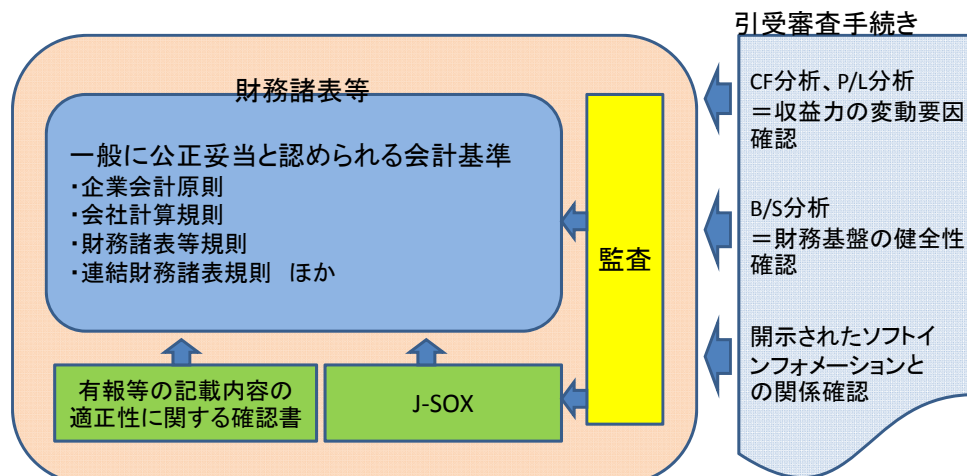 引受審査手続き
財務諸表等
一般に公正妥当と認められる会計基準
・企業会計原則
・会社計算規則
・財務諸表等規則
・連結財務諸表規則　ほか
監査
有報等の記載内容の
適正性に関する確認書
J-SOX
CF分析、P/L分析
＝収益力の変動要因
確認
B/S分析
＝財務基盤の健全性
確認
開示されたソフトイ
ンフォメーションと
の関係確認